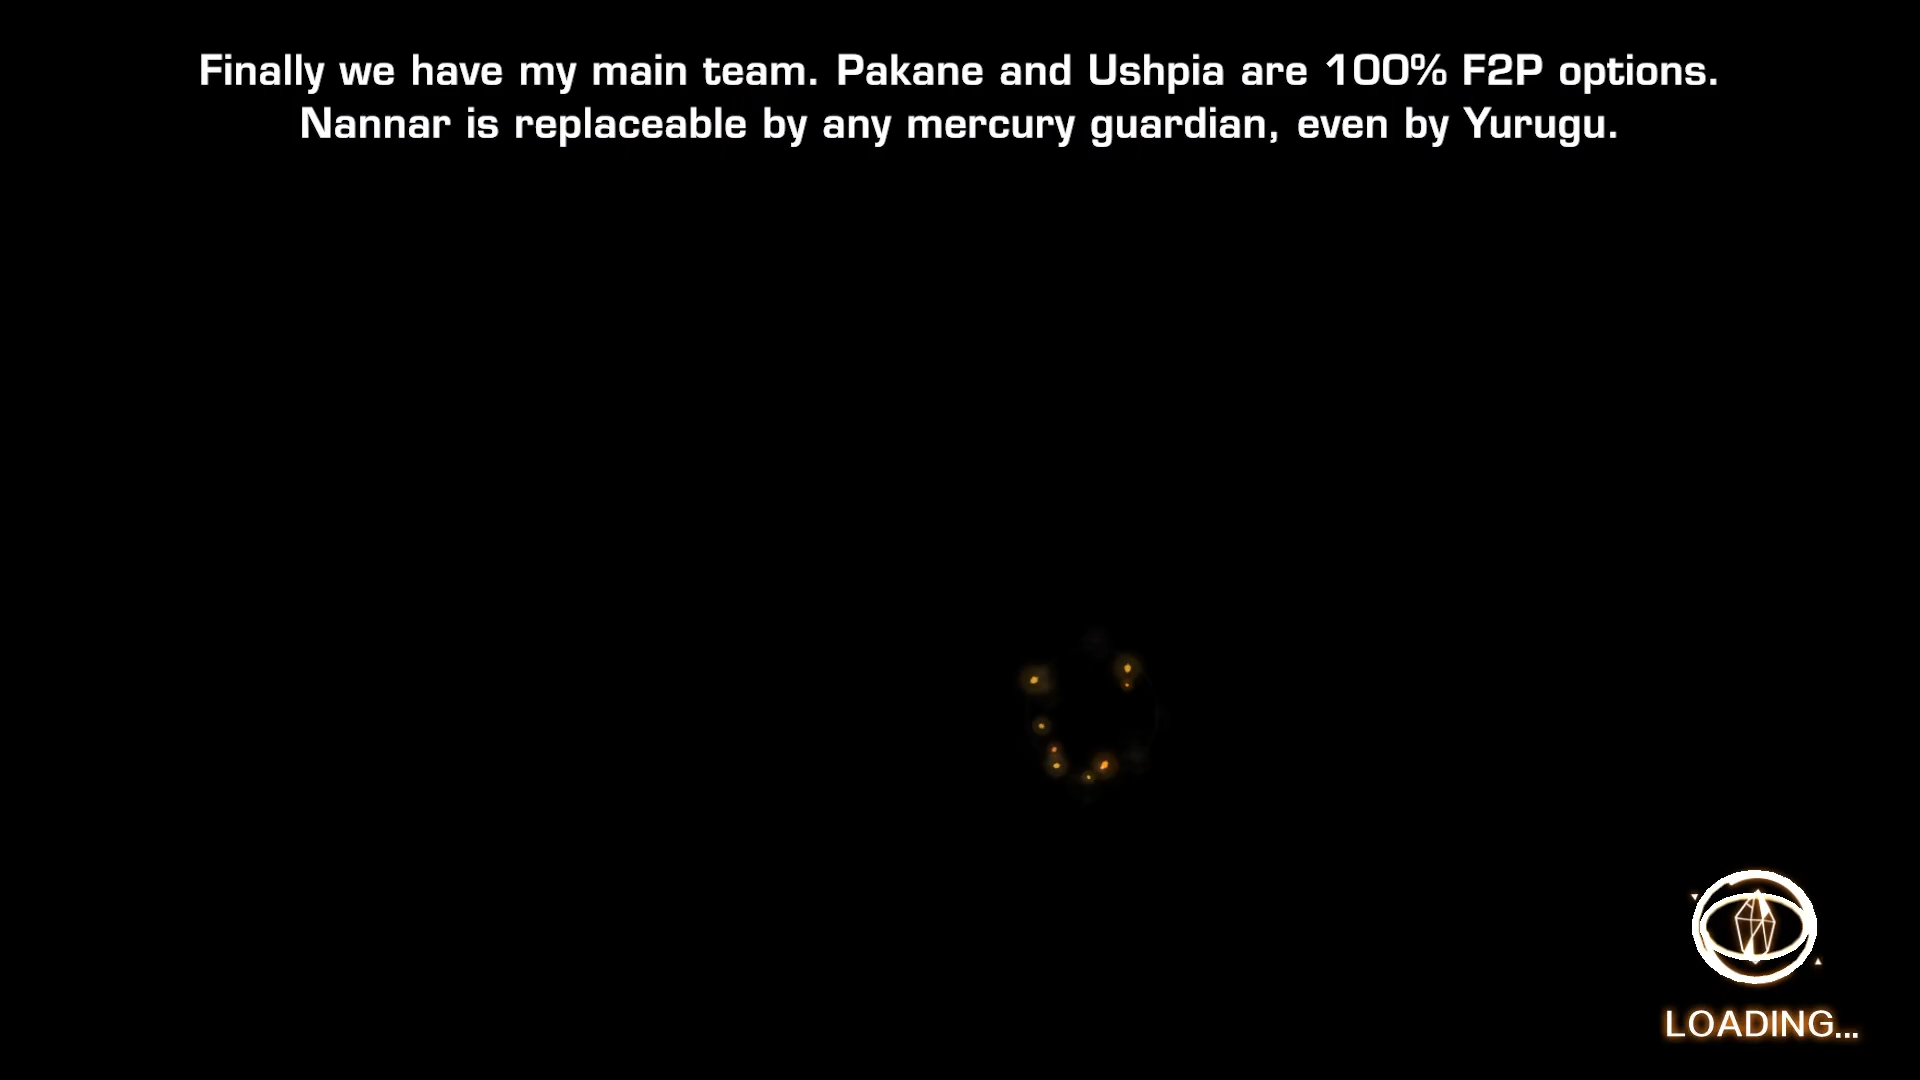 Finally we have my main team. Pakane and Ushpia are 100% F2P options.
Nannar is replaceable by any mercury guardian, even by Yurugu.
LOADING...